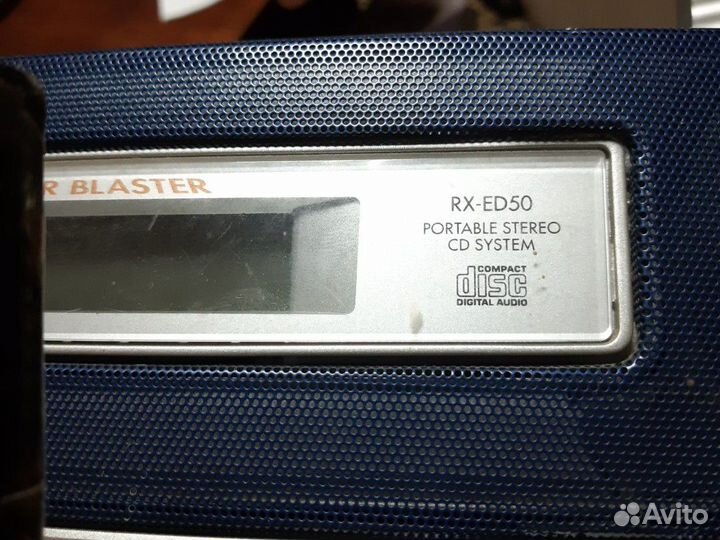 R BLASTER
RX-ED50
PORTABLE STEREO
CD SYSTEM
COMPACT
disc
DIGITAL AUDIO
Avito